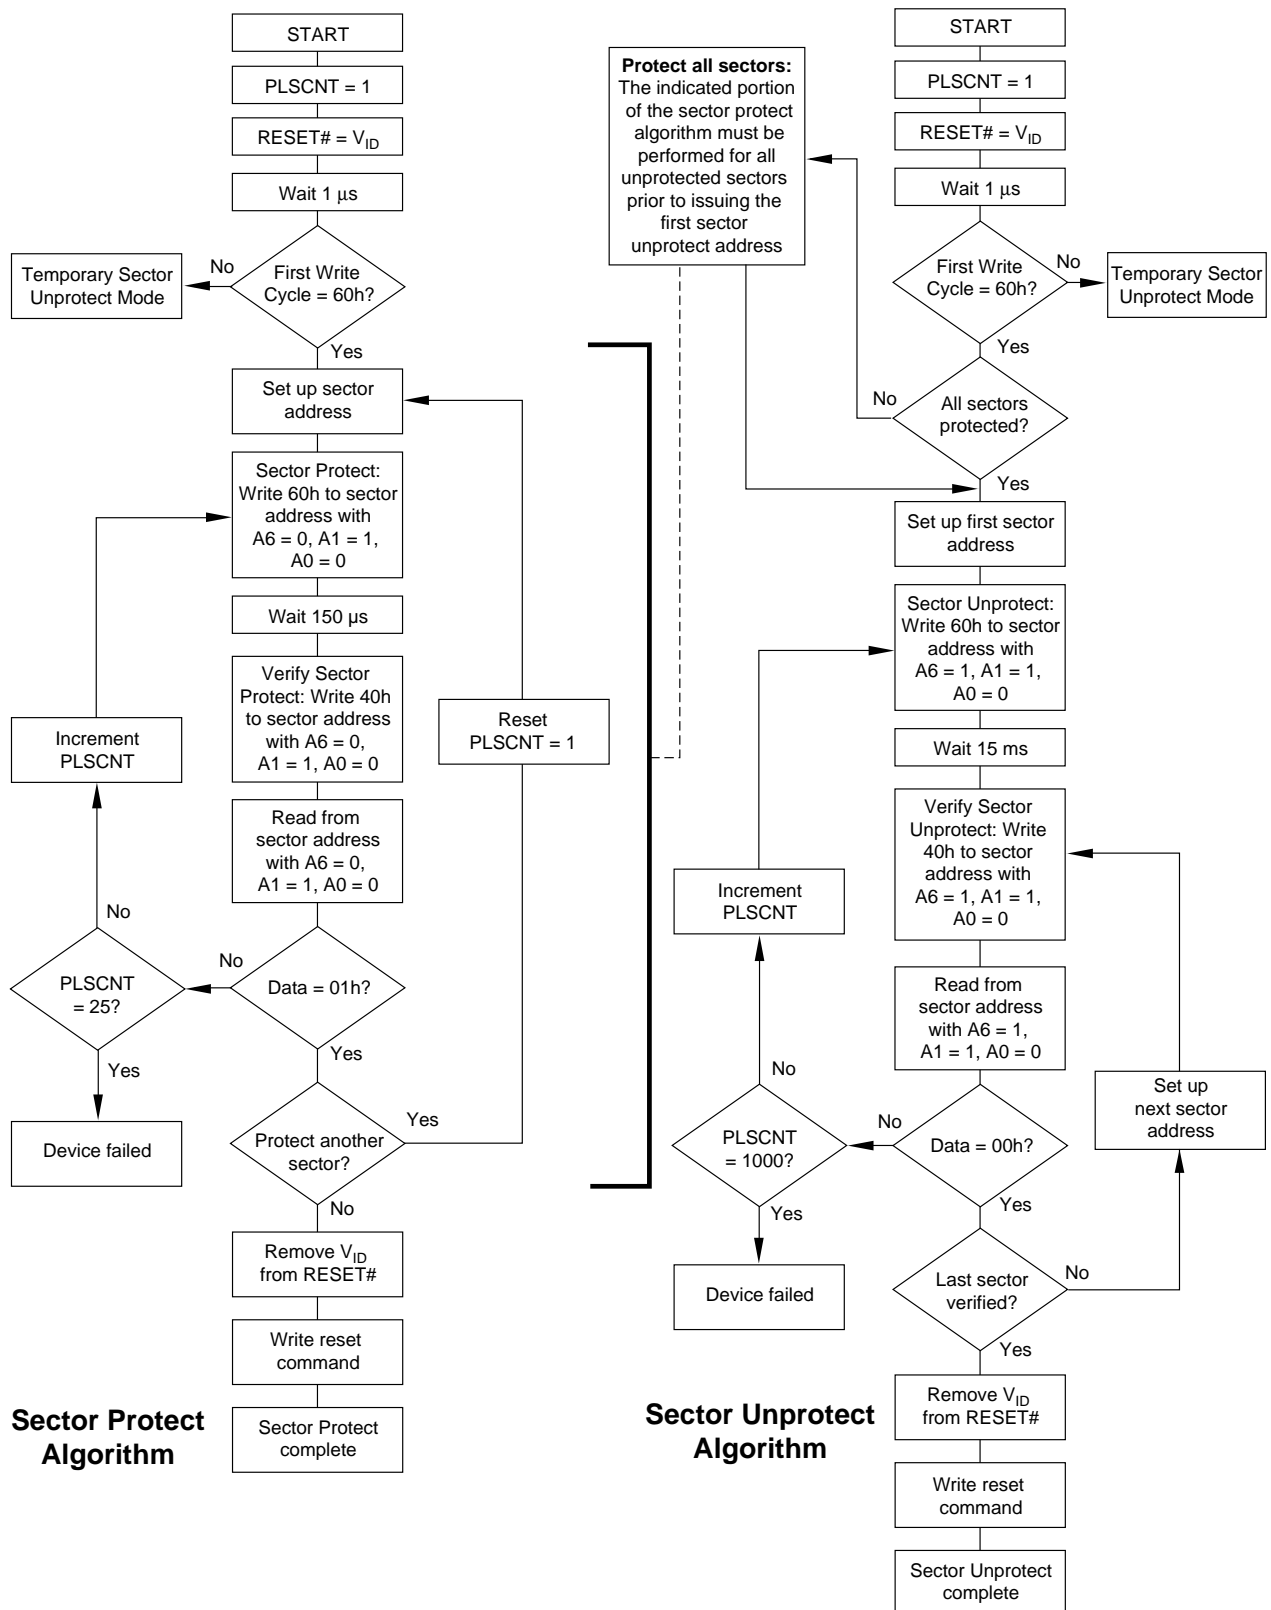 START
PLSCNT = 1
RESET# = VID
Wait 1 μs
First Write
Cycle = 60h?
No
Temporary Sector
Unprotect Mode
Yes
Set up sector
address
Sector Protect:
Write 60h to sector
address with
A6 = 0, A1 = 1,
A0 = 0
Wait 150 µs
Verify Sector
Protect: Write 40h
to sector address
with A6 = 0,
A1 = 1, A0 = 0
Reset
PLSCNT = 1
Increment
PLSCNT
Read from
sector address
with A6 = 0,
A1 = 1, A0 = 0
No
PLSCNT
= 25?
No
Data = 01h?
Yes
Yes
Device failed
Protect another
sector?
Yes
No
Remove VID
from RESET#
Write reset
command
Sector Protect
complete
Sector Protect
Algorithm
Protect all sectors:
The indicated portion
of the sector protect
algorithm must be
performed for all
unprotected sectors
prior to issuing the
first sector
unprotect address
START
PLSCNT = 1
RESET# = VID
Wait 1 μs
First Write
Cycle = 60h?
No
Temporary Sector
Unprotect Mode
Yes
No
All sectors
protected?
Yes
Set up first sector
address
Sector Unprotect:
Write 60h to sector
address with
A6 = 1, A1 = 1,
A0 = 0
Wait 15 ms
Verify Sector
Unprotect: Write
40h to sector
address with
A6 = 1, A1 = 1,
A0 = 0
Increment
PLSCNT
Read from
sector address
with A6 = 1,
A1 = 1, A0 = 0
No
Set up
next sector
address
PLSCNT
= 1000?
No
Data = 00h?
Yes
Yes
Device failed
Last sector
verified?
No
Yes
Remove VID
from RESET#
Write reset
command
Sector Unprotect
complete
Sector Unprotect
Algorithm